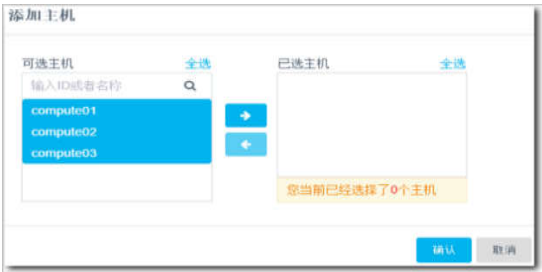 添加主机
可选主机 全选
输入ID或者名称
compute01
compute02
compute03
已选主机 全选
您当前已经选择了0个主机
确认 取消